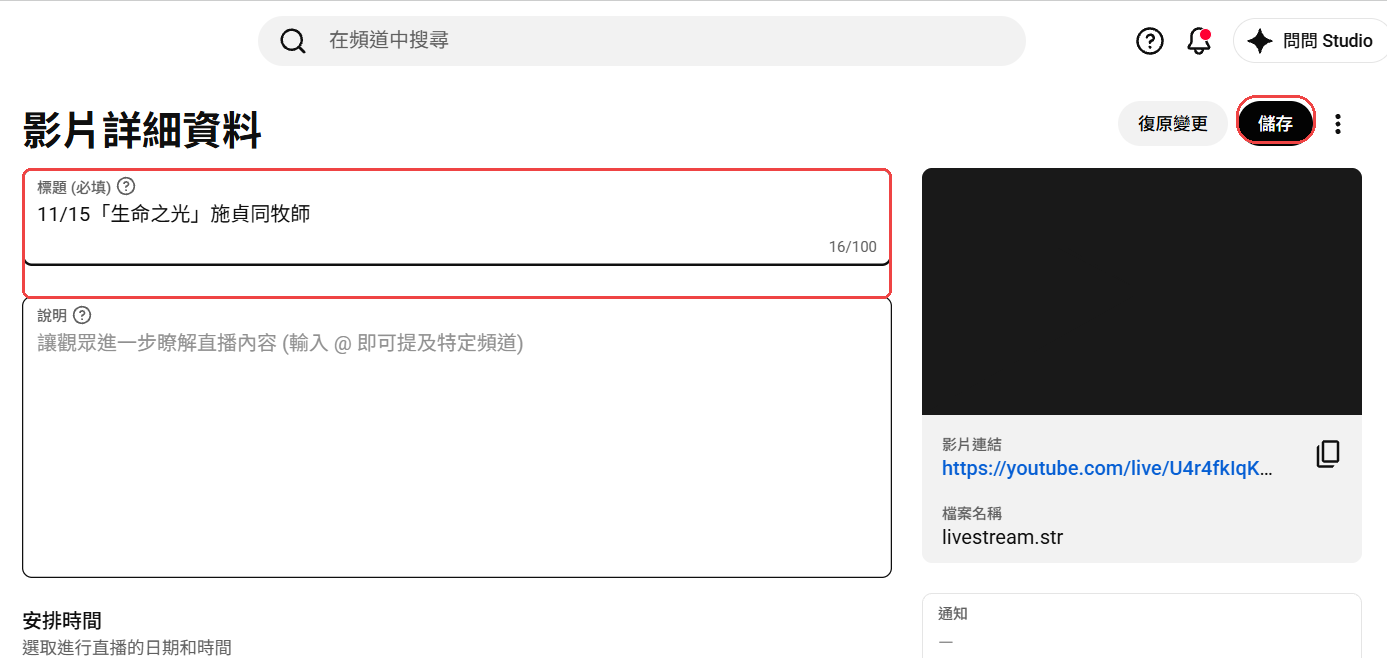 在頻道中搜尋
問問 Studio
影片詳細資料
復原變更
儲存
標題 (必填)
11/15「生命之光」施貞同牧師
16/100
說明
讓觀眾進一步瞭解直播內容 (輸入 @ 即可提及特定頻道)
影片連結
https://youtube.com/live/U4r4fkIqK...
檔案名稱
livestream.str
安排時間
選取進行直播的日期和時間
通知
—